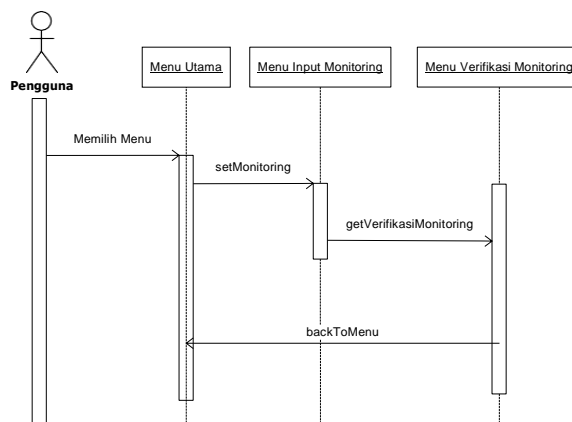 Pengguna
Menu Utama
Menu Input Monitoring
Menu Verifikasi Monitoring
Memilih Menu
setMonitoring
getVerifikasiMonitoring
backToMenu